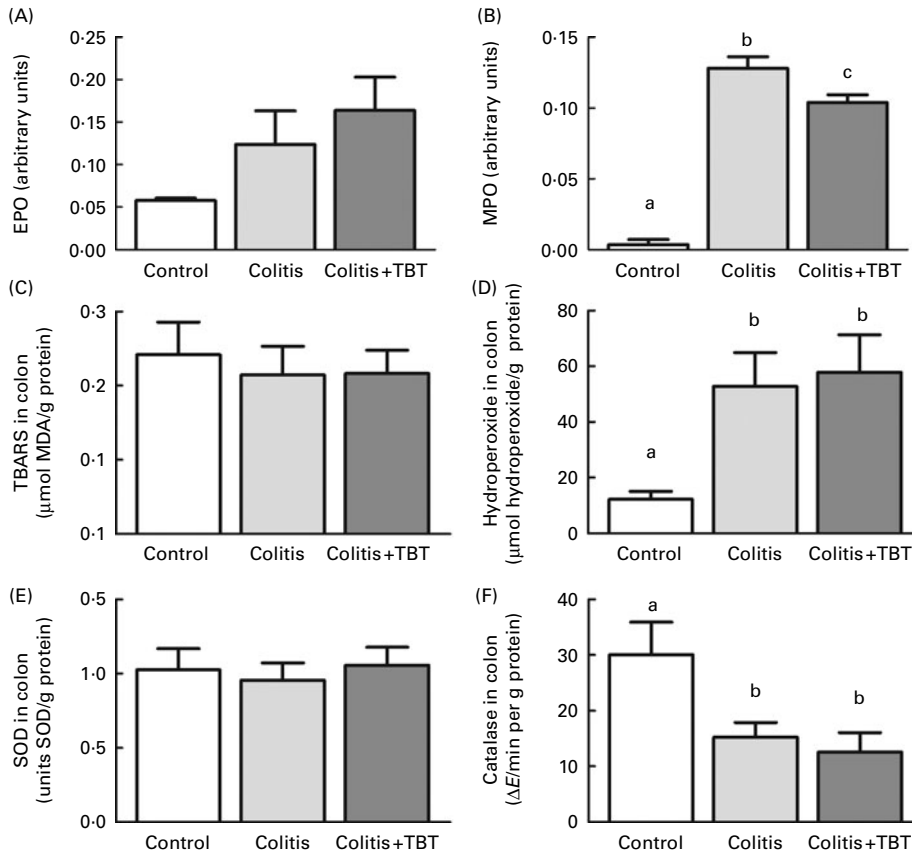 (A)
EPO (arbitrary units)
0·25
0·20
0·15
0·10
0·05
0·00
Control Colitis Colitis+TBT
(B)
MPO (arbitrary units)
0·15
0·10
0·05
0·00
a
b
c
Control Colitis Colitis+TBT
(C)
TBARS in colon
(μmol MDA/g protein)
0·3
0·2
0·1
0·1
Control Colitis Colitis+TBT
(D)
Hydroperoxide in colon
(μmol hydroperoxide/g protein)
80
60
40
20
0
a
b
b
Control Colitis Colitis+TBT
(E)
SOD in colon
(units SOD/g protein)
0·5
1·0
0·5
0·0
Control Colitis Colitis+TBT
(F)
Catalase in colon
(ΔE/min per g protein)
40
30
20
10
0
a
b
b
Control Colitis Colitis+TBT